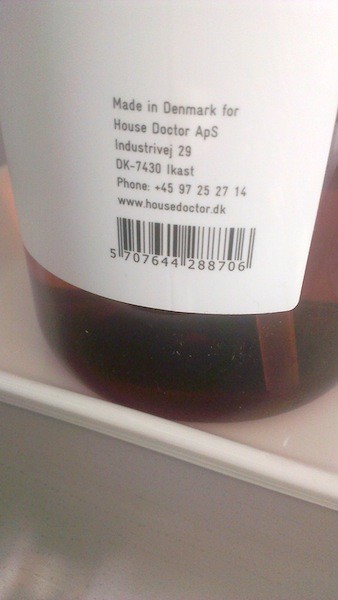 Made in Denmark for
House Doctor ApS
Industrivej 29
DK-7430 Ikast
Phone: +45 97 25 27 14
www.housedoctor.dk
5 707644 288706